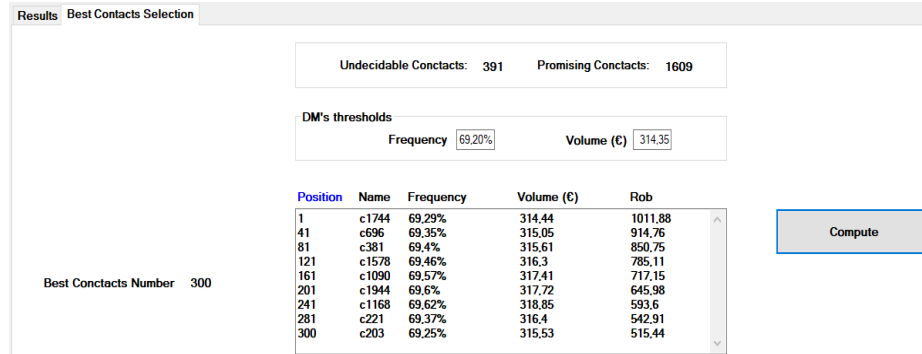 Results Best Contacts Selection
Undecidable Conctacts: 391 Promising Conctacts: 1609
DM's thresholds
Frequency 69,20% Volume (€) 314,35
Position Name Frequency Volume (€) Rob
1 c1744 69,29% 314,44 1011,88
41 c696 69,35% 315,05 914,76
81 c381 69,4% 315,61 850,75
121 c1578 69,46% 316,3 785,11
161 c1090 69,57% 317,41 717,15
201 c1944 69,6% 317,72 645,98
241 c1168 69,62% 318,85 593,6
281 c221 69,37% 316,4 542,91
300 c203 69,25% 315,53 515,44
Compute
Best Conctacts Number 300